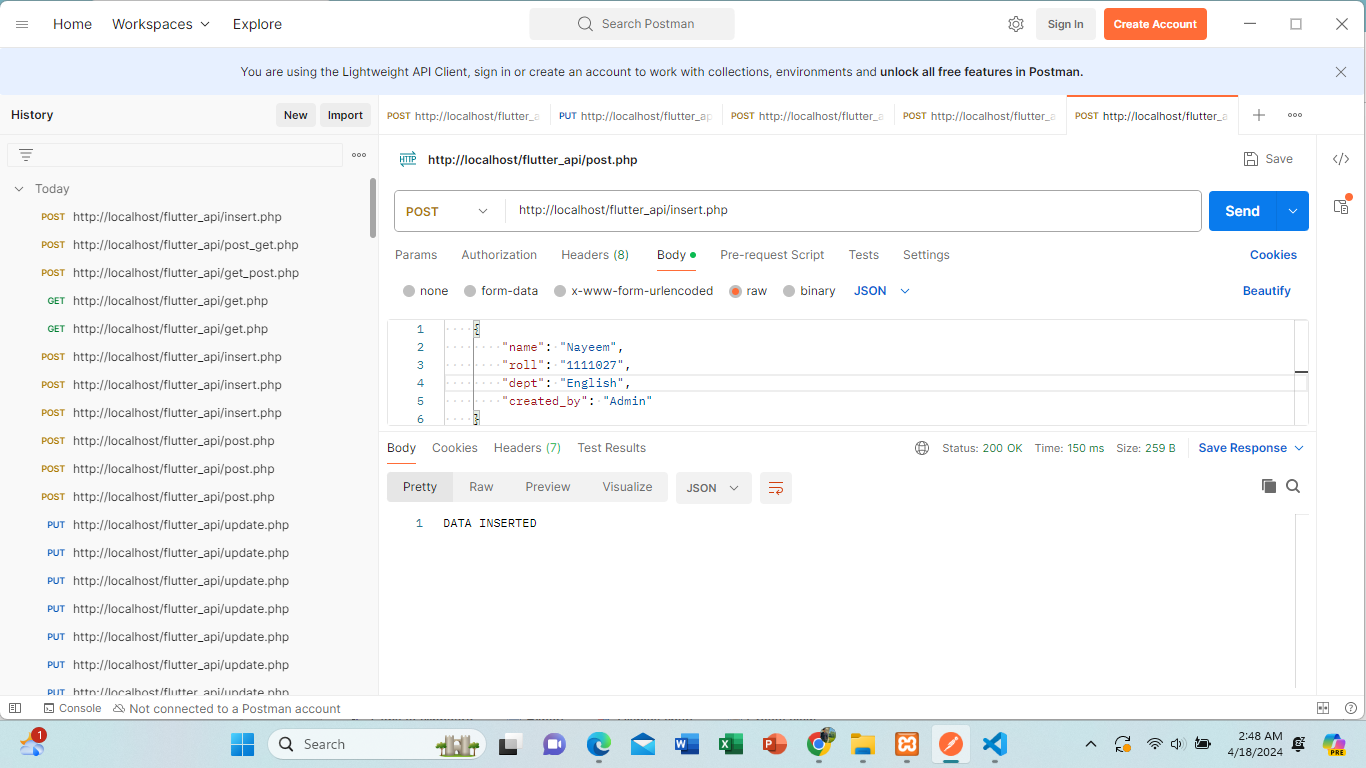 Home Workspaces Explore Search Postman Sign In Create Account
You are using the Lightweight API Client, sign in or create an account to work with collections, environments and unlock all free features in Postman.
History New Import
POST http://localhost/flutter_a PUT http://localhost/flutter_ap POST http://localhost/flutter_a POST http://localhost/flutter_a POST http://localhost/flutter_a
Today
POST http://localhost/flutter_api/insert.php
POST http://localhost/flutter_api/post_get.php
POST http://localhost/flutter_api/get_post.php
GET http://localhost/flutter_api/get.php
GET http://localhost/flutter_api/get.php
POST http://localhost/flutter_api/insert.php
POST http://localhost/flutter_api/insert.php
POST http://localhost/flutter_api/insert.php
POST http://localhost/flutter_api/post.php
POST http://localhost/flutter_api/post.php
POST http://localhost/flutter_api/post.php
PUT http://localhost/flutter_api/update.php
PUT http://localhost/flutter_api/update.php
PUT http://localhost/flutter_api/update.php
PUT http://localhost/flutter_api/update.php
PUT http://localhost/flutter_api/update.php
PUT http://localhost/flutter_api/update.php
PUT http://localhost/flutter_api/update.php
HTTP http://localhost/flutter_api/post.php Save
POST http://localhost/flutter_api/insert.php Send
Params Authorization Headers (8) Body Pre-request Script Tests Settings Cookies
none form-data x-www-form-urlencoded raw binary JSON Beautify
1 {
2 "name": "Nayeem",
3 "roll": "1111027",
4 "dept": "English",
5 "created_by": "Admin"
6 }
Body Cookies Headers (7) Test Results Status: 200 OK Time: 150 ms Size: 259 B Save Response
Pretty Raw Preview Visualize JSON
1 DATA INSERTED
Console Not connected to a Postman account
1 Search 2:48 AM
4/18/2024 PRE